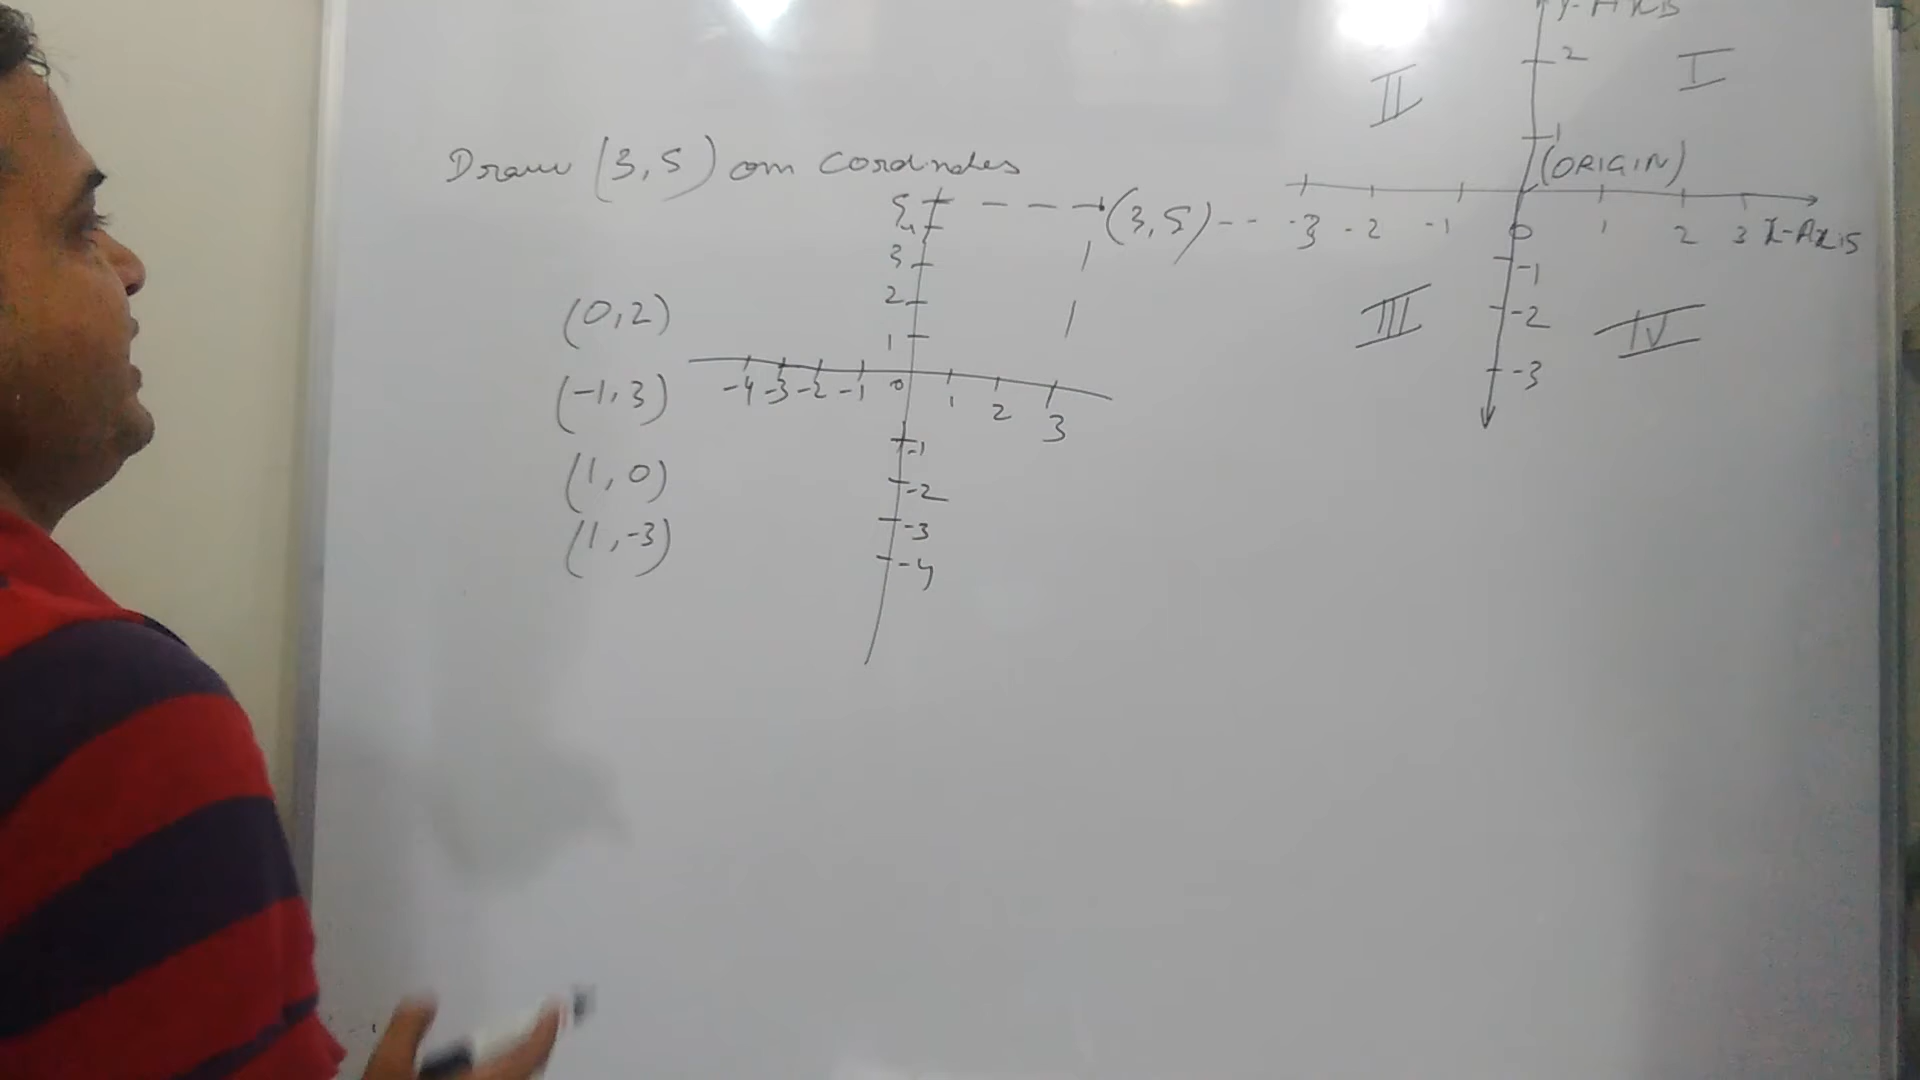 Draw (3,5) on Cordinates
(0,2)
(-1,3)
(1,0)
(1,-3)
5
4
3
2
1
-4 -3 -2 -1 0 1 2 3
-1
-2
-3
-4
(3,5)
Y-AXIS
2
1
II
I
(ORIGIN)
-- -3 -2 -1 0 1 2 3 X-AXIS
-1
-2
-3
III
IV